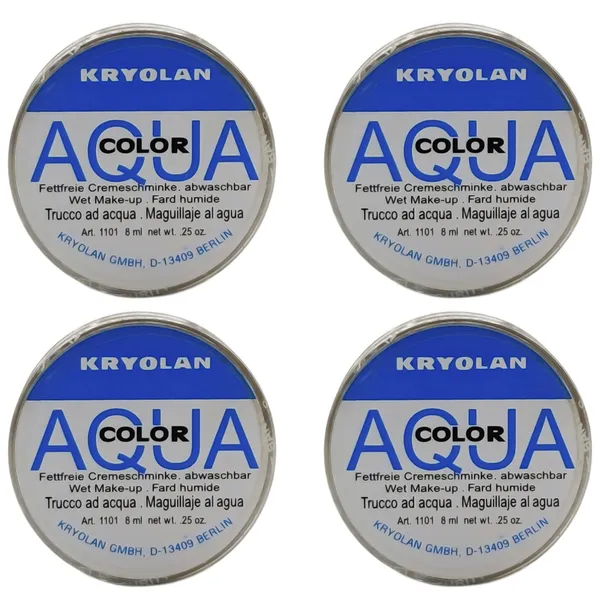 KRYOLAN
AQUA
COLOR
Fettfreie Cremeschminke. abwaschbar
Wet Make-up . Fard humide
Trucco ad acqua . Maguillaje al agua
Art. 1101 8 ml net wt. .25 oz.
KRYOLAN GMBH, D-13409 BERLIN
KRYOLAN
AQUA
COLOR
Fettfreie Cremeschminke. abwaschbar
Wet Make-up . Fard humide
Trucco ad acqua . Maguillaje al agua
Art. 1101 8 ml net wt. .25 oz.
KRYOLAN GMBH, D-13409 BERLIN
KRYOLAN
AQUA
COLOR
Fettfreie Cremeschminke. abwaschbar
Wet Make-up . Fard humide
Trucco ad acqua . Maguillaje al agua
Art. 1101 8 ml net wt. .25 oz.
KRYOLAN GMBH, D-13409 BERLIN
KRYOLAN
AQUA
COLOR
Fettfreie Cremeschminke. abwaschbar
Wet Make-up . Fard humide
Trucco ad acqua . Maguillaje al agua
Art. 1101 8 ml net wt. .25 oz.
KRYOLAN GMBH, D-13409 BERLIN